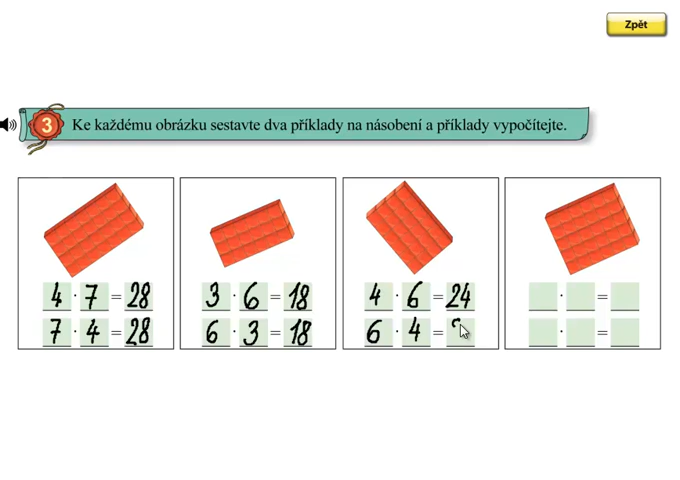 Zpět
3 Ke každému obrázku sestavte dva příklady na násobení a příklady vypočítejte.
4 · 7 = 28
7 · 4 = 28
3 · 6 = 18
6 · 3 = 18
4 · 6 = 24
6 · 4 =
· =
· =